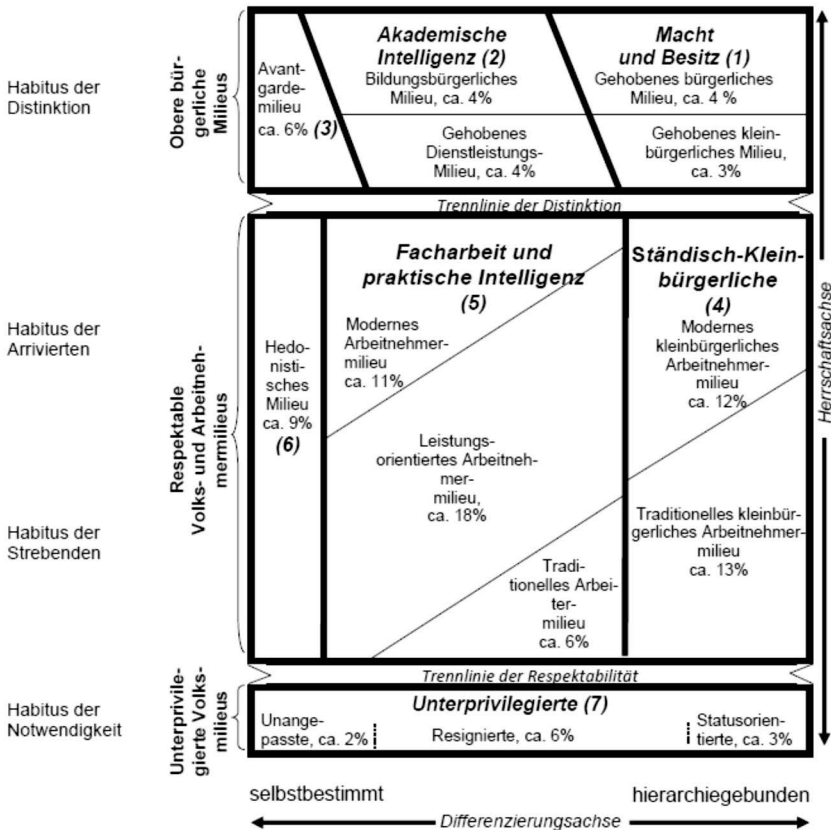 Habitus der
Distinktion
Obere bür-
gerliche
Milieus
Avant-
garde-
milieu
ca. 6% (3)
Akademische
Intelligenz (2)
Bildungsbürgerliches
Milieu, ca. 4%
Gehobenes
Dienstleistungs-
Milieu, ca. 4%
Macht
und Besitz (1)
Gehobenes bürgerliches
Milieu, ca. 4 %
Gehobenes klein-
bürgerliches Milieu,
ca. 3%
Trennlinie der Distinktion
Habitus der
Arrivierten
Habitus der
Strebenden
Respektable
Volks- und Arbeitneh-
mermilieus
Hedo-
nisti-
sches
Milieu
ca. 9%
(6)
Facharbeit und
praktische Intelligenz
(5)
Modernes
Arbeitnehmer-
milieu
ca. 11%
Leistungs-
orientiertes Arbeitneh-
mer-
milieu,
ca. 18%
Tradi-
tionelles Arbei-
ter-
milieu
ca. 6%
Ständisch-Klein-
bürgerliche
(4)
Modernes
kleinbürgerliches
Arbeitnehmer-
milieu
ca. 12%
Traditionelles kleinbür-
gerliches Arbeitnehmer-
milieu
ca. 13%
Herrschaftsachse
Trennlinie der Respektabilität
Habitus der
Notwendigkeit
Unterprivile-
gierte Volks-
milieus
Unterprivilegierte (7)
Unange-
passte, ca. 2%
Resignierte, ca. 6%
Statusorien-
tierte, ca. 3%
selbstbestimmt
hierarchiegebunden
Differenzierungsachse